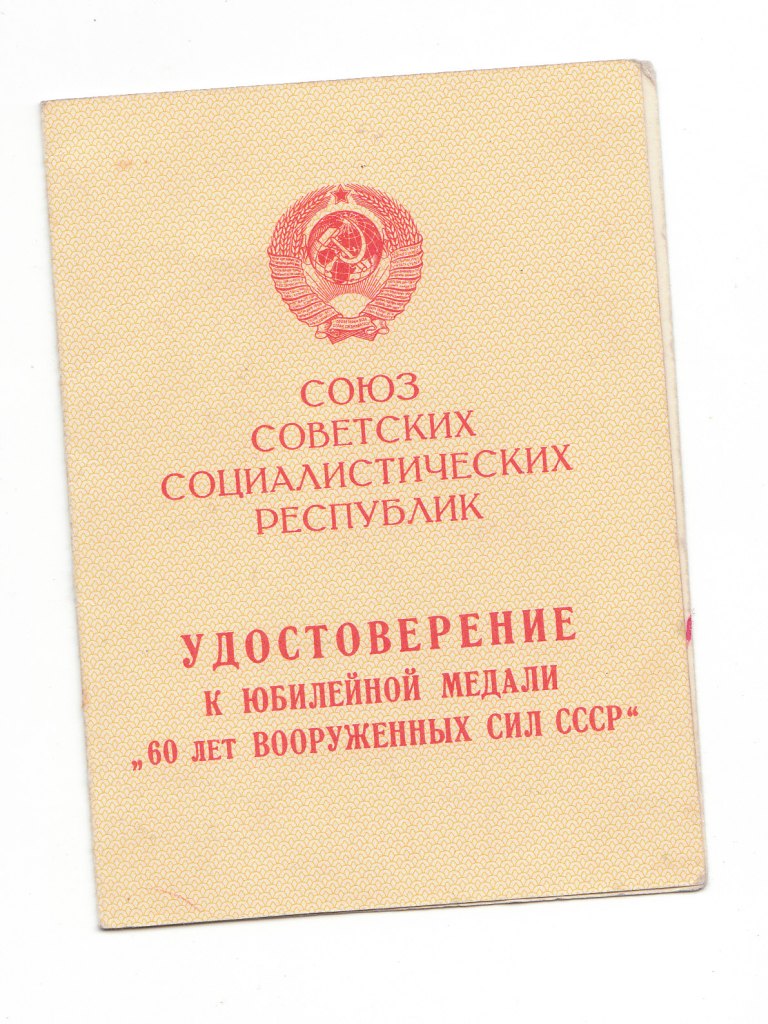 СОЮЗ
СОВЕТСКИХ
СОЦИАЛИСТИЧЕСКИХ
РЕСПУБЛИК
УДОСТОВЕРЕНИЕ
К ЮБИЛЕЙНОЙ МЕДАЛИ
„60 ЛЕТ ВООРУЖЕННЫХ СИЛ СССР“